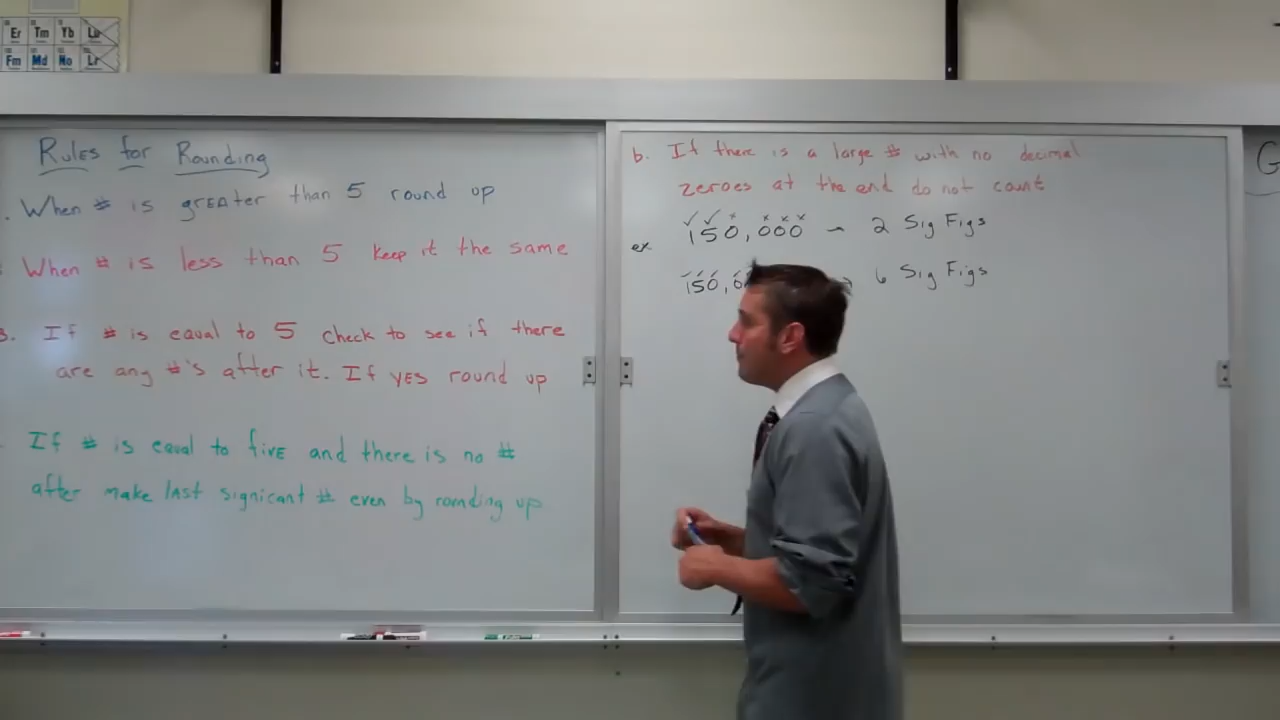 Er Tm Yb Lu
Fm Md No Lr
Rules for Rounding
. When # is greater than 5 round up
When # is less than 5 keep it the same
3. If # is equal to 5 check to see if there
are any #'s after it. If yes round up
If # is equal to five and there is no #
after make last signicant # even by rounding up
b. If there is a large # with no decimal
zeroes at the end do not count
ex 150,000 → 2 Sig Figs
150,0 → 6 Sig Figs
G